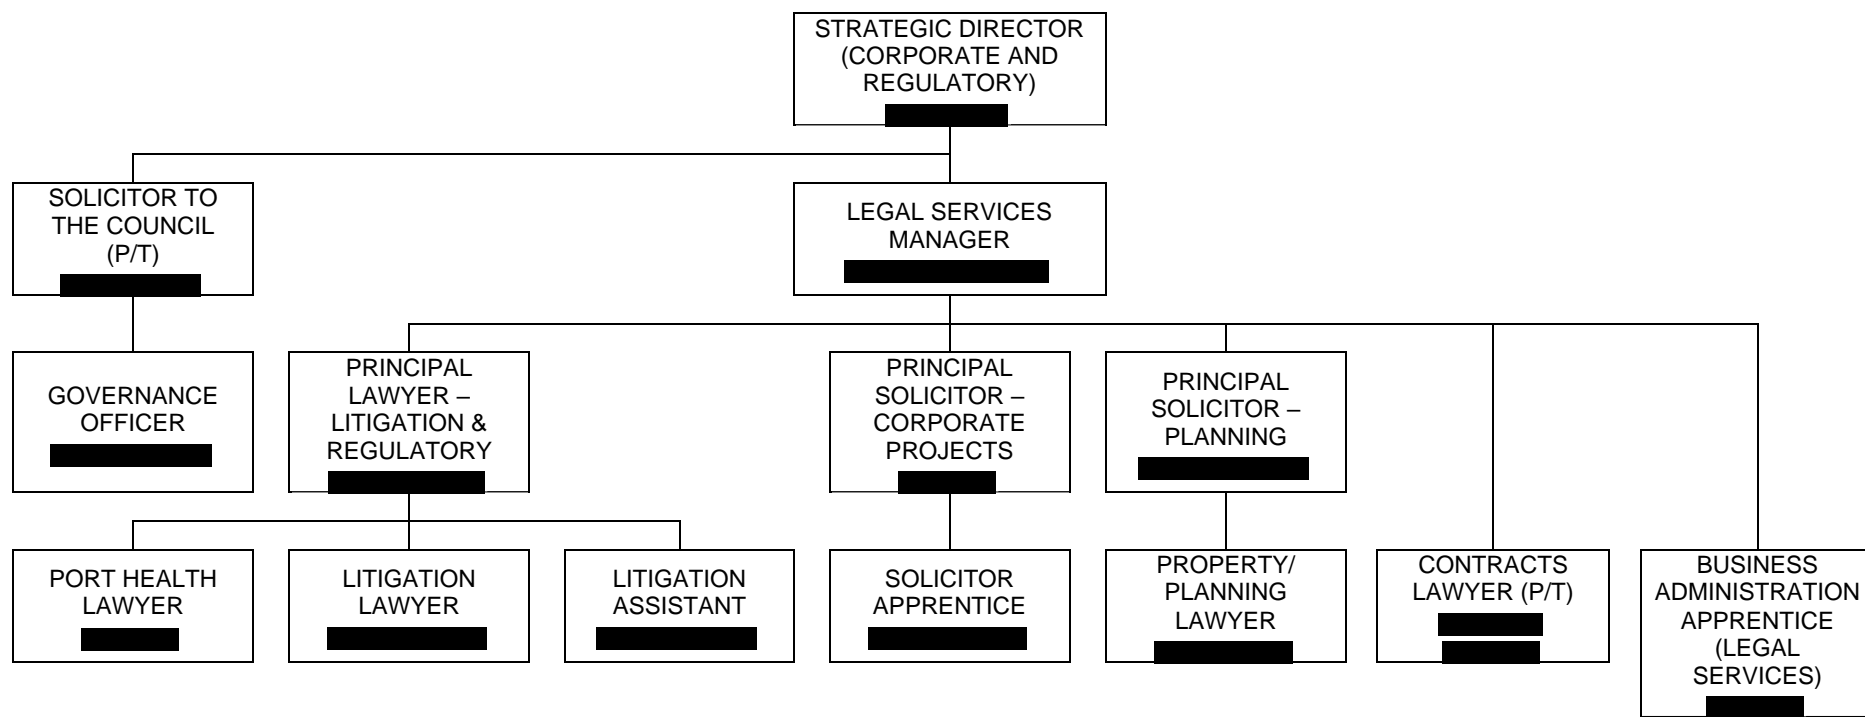 STRATEGIC DIRECTOR
(CORPORATE AND
REGULATORY)
SOLICITOR TO
THE COUNCIL
(P/T)
LEGAL SERVICES
MANAGER
GOVERNANCE
OFFICER
PRINCIPAL
LAWYER –
LITIGATION &
REGULATORY
PRINCIPAL
SOLICITOR –
CORPORATE
PROJECTS
PRINCIPAL
SOLICITOR –
PLANNING
PORT HEALTH
LAWYER
LITIGATION
LAWYER
LITIGATION
ASSISTANT
SOLICITOR
APPRENTICE
PROPERTY/
PLANNING
LAWYER
CONTRACTS
LAWYER (P/T)
BUSINESS
ADMINISTRATION
APPRENTICE
(LEGAL
SERVICES)